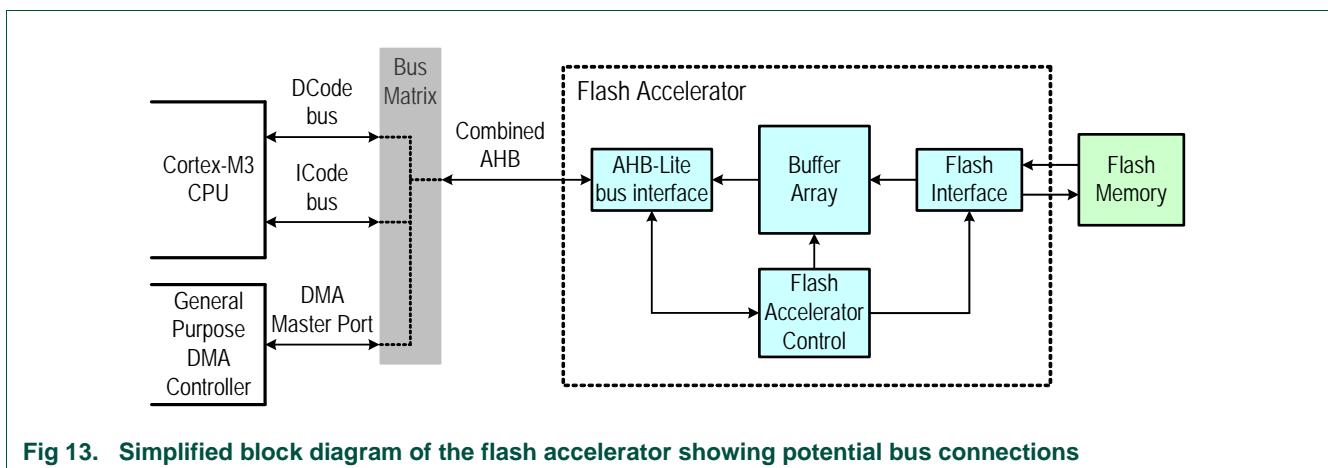 DCode
bus
Bus
Matrix
Cortex-M3
CPU
ICode
bus
General
Purpose
DMA
Controller
DMA
Master Port
Combined
AHB
Flash Accelerator
AHB-Lite
bus interface
Buffer
Array
Flash
Interface
Flash
Accelerator
Control
Flash
Memory
Fig 13. Simplified block diagram of the flash accelerator showing potential bus connections